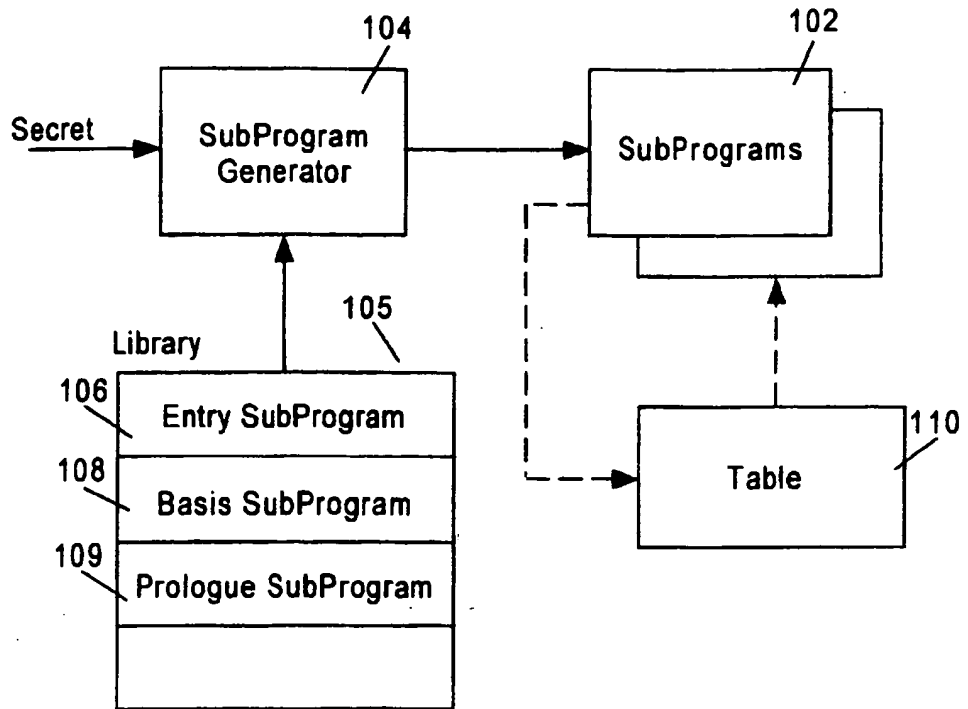 104
102
Secret
SubProgram
Generator
SubPrograms
105
Library
106
Entry SubProgram
110
108
Basis SubProgram
Table
109
Prologue SubProgram